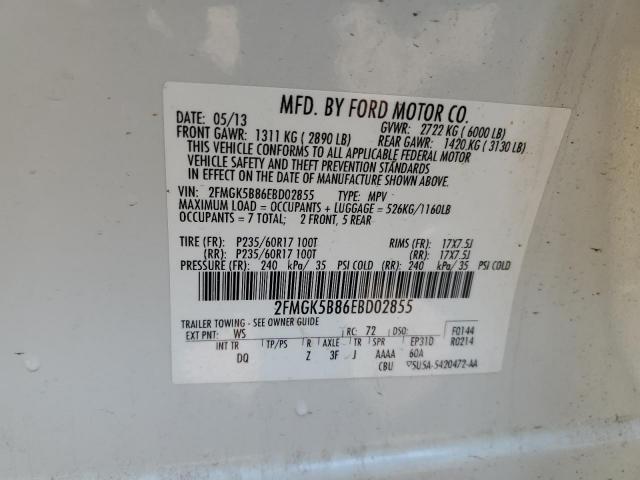 MFD. BY FORD MOTOR CO.
DATE: 05/13 GVWR: 2722 KG ( 6000 LB)
FRONT GAWR: 1311 KG ( 2890 LB) REAR GAWR: 1420KG ( 3130 LB)
THIS VEHICLE CONFORMS TO ALL APPLICABLE FEDERAL MOTOR
VEHICLE SAFETY AND THEFT PREVENTION STANDARDS
IN EFFECT ON THE DATE OF MANUFACTURE SHOWN ABOVE.
VIN: 2FMGK5B86EBD02855 TYPE: MPV
MAXIMUM LOAD = OCCUPANTS + LUGGAGE = 526KG/1160LB
OCCUPANTS = 7 TOTAL; 2 FRONT, 5 REAR
TIRE (FR): P235/60R17 100T RIMS (FR): 17X7.5J
(RR): P235/60R17 100T (RR): 17X7.5J
PRESSURE (FR): 240 kPa/ 35 PSI COLD (RR): 240 kPa/ 35 PSI COLD
2FMGK5B86EBD02855
TRAILER TOWING - SEE OWNER GUIDE
EXT PNT: WS RC: 72 DSO: F0144
INT TR TP/PS R AXLE TR SPR EP31D R0214
DQ Z 3F J AAAA 60A
CBU 5U5A-5420472-AA